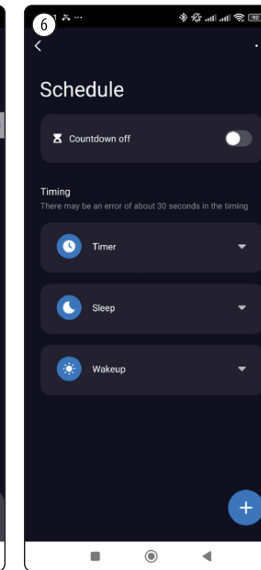 6
Schedule
Countdown off
Timing
There may be an error of about 30 seconds in the timing
Timer
Sleep
Wakeup